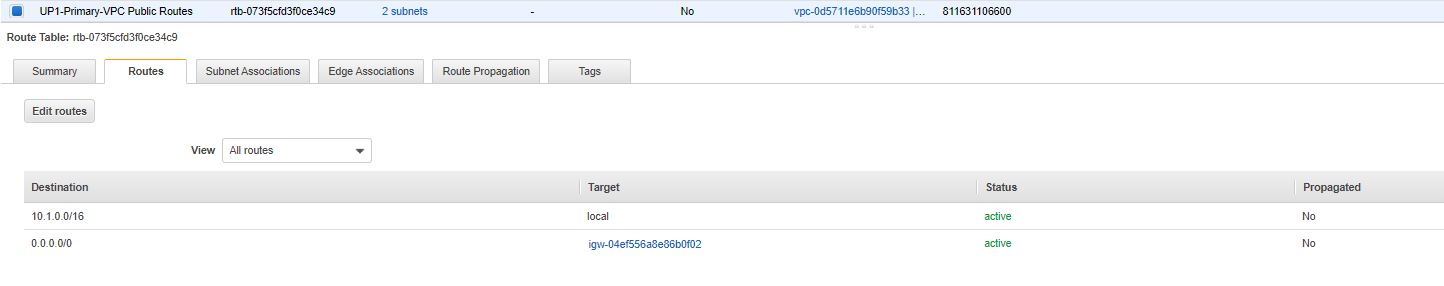 UP1-Primary-VPC Public Routes rtb-073f5cfd3f0ce34c9 2 subnets - No vpc-0d5711e6b90f59b33 |... 811631106600
Route Table: rtb-073f5cfd3f0ce34c9
Summary Routes Subnet Associations Edge Associations Route Propagation Tags
Edit routes
View All routes
Destination Target Status Propagated
10.1.0.0/16 local active No
0.0.0.0/0 igw-04ef556a8e86b0f02 active No